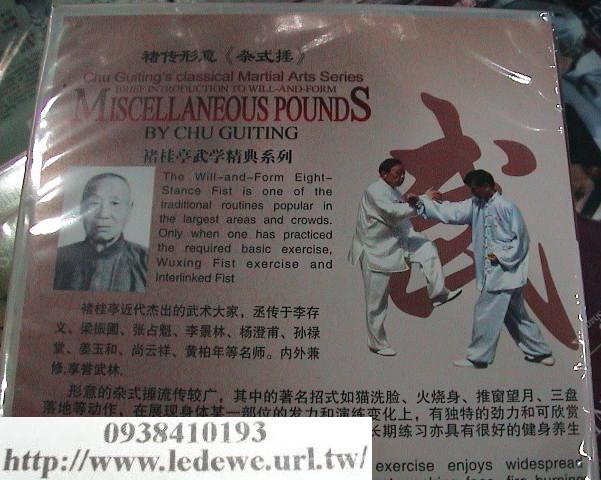 褚传形意《杂式捶》
Chu Guiting's classical Martial Arts Series
BRIEF INTRODUCTION TO WILL-AND-FORM
MISCELLANEOUS POUNDS
BY CHU GUITING
褚桂亭武学精典系列
The Will-and-Form Eight-
Stance Fist is one of the
traditional routines popular in
the largest areas and crowds.
Only when one has practiced
the required basic exercise,
Wuxing Fist exercise and
Interlinked Fist
武
褚桂亭近代杰出的武术大家，丞传于李存
义、梁振圃、张占魁、李景林、杨澄甫、孙禄
堂、姜玉和、尚云祥、黄柏年等名师。内外兼
修,享誉武林.
形意的杂式捶流传较广，其中的著名招式如猫洗脸、火烧身、推窗望月、三盘
落地等动作，在展现身体某一部位的发力和演练变化上，有独特的劲力和可欣赏
长期练习亦具有很好的健身养生
exercise enjoys widespread
0938410193
http://www.ledewe.url.tw/